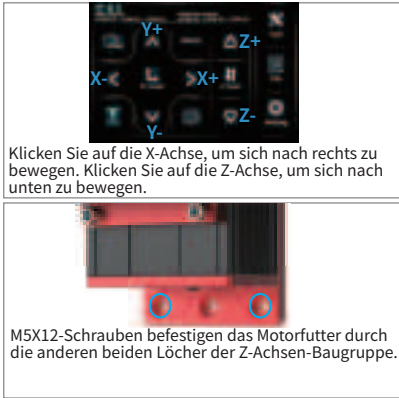 Y+
Z+
X-
X+
Z-
Y-
Klicken Sie auf die X-Achse, um sich nach rechts zu
bewegen. Klicken Sie auf die Z-Achse, um sich nach
unten zu bewegen.
M5X12-Schrauben befestigen das Motorfutter durch
die anderen beiden Löcher der Z-Achsen-Baugruppe.